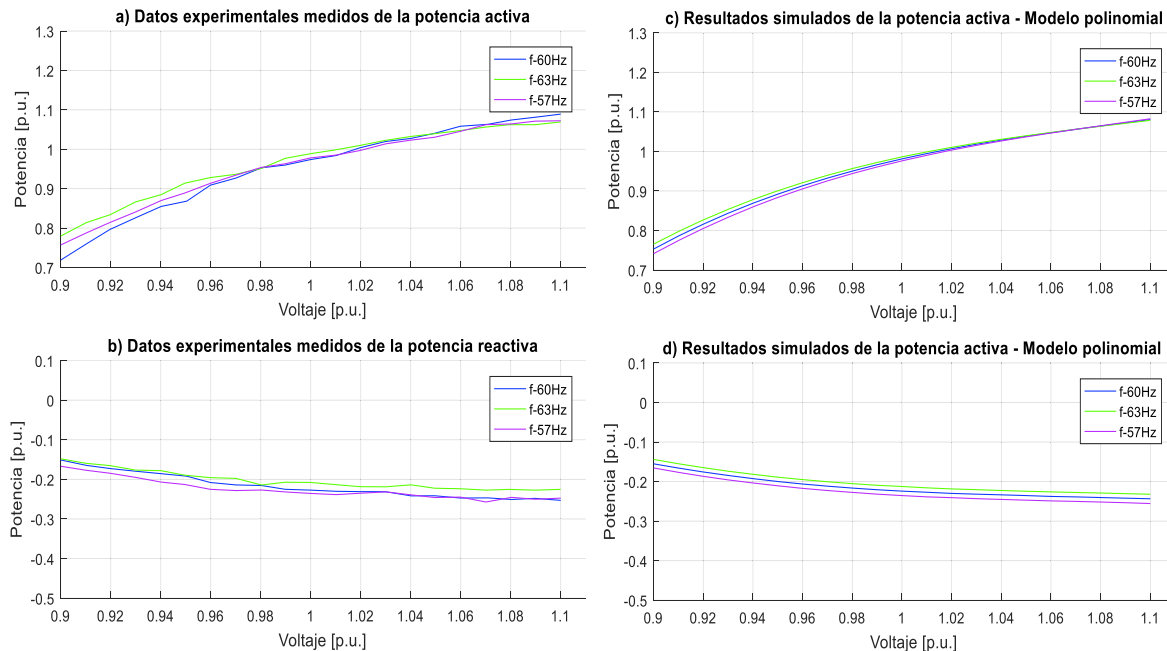 a) Datos experimentales medidos de la potencia activa
1.3
1.2
1.1
1
0.9
0.8
0.7
Potencia [p.u.]
f-60Hz
f-63Hz
f-57Hz
0.9 0.92 0.94 0.96 0.98 1 1.02 1.04 1.06 1.08 1.1
Voltaje [p.u.]
b) Datos experimentales medidos de la potencia reactiva
0.1
0
-0.1
-0.2
-0.3
-0.4
-0.5
Potencia [p.u.]
f-60Hz
f-63Hz
f-57Hz
0.9 0.92 0.94 0.96 0.98 1 1.02 1.04 1.06 1.08 1.1
Voltaje [p.u.]
c) Resultados simulados de la potencia activa - Modelo polinomial
1.3
1.2
1.1
1
0.9
0.8
0.7
Potencia [p.u.]
f-60Hz
f-63Hz
f-57Hz
0.9 0.92 0.94 0.96 0.98 1 1.02 1.04 1.06 1.08 1.1
Voltaje [p.u.]
d) Resultados simulados de la potencia activa - Modelo polinomial
0.1
0
-0.1
-0.2
-0.3
-0.4
-0.5
Potencia [p.u.]
f-60Hz
f-63Hz
f-57Hz
0.9 0.92 0.94 0.96 0.98 1 1.02 1.04 1.06 1.08 1.1
Voltaje [p.u.]